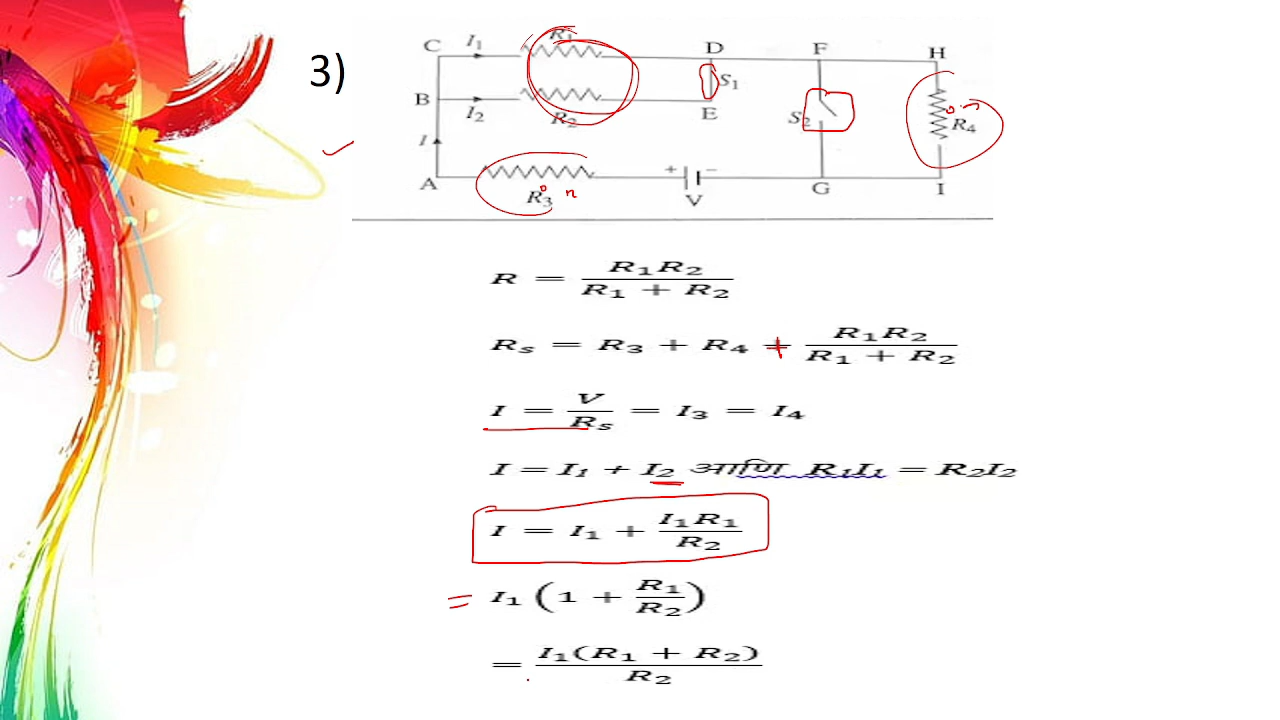 3)
C I₁ R₁ D F H
S₁
B I₂ R₂ E S₂ R₄
I
A R₃ n + − V G I
R = R₁R₂ / (R₁ + R₂)
Rₛ = R₃ + R₄ + R₁R₂ / (R₁ + R₂)
I = V / Rₛ = I₃ = I₄
I = I₁ + I₂ आणि R₁I₁ = R₂I₂
I = I₁ + I₁R₁ / R₂
= I₁ (1 + R₁ / R₂)
= I₁(R₁ + R₂) / R₂